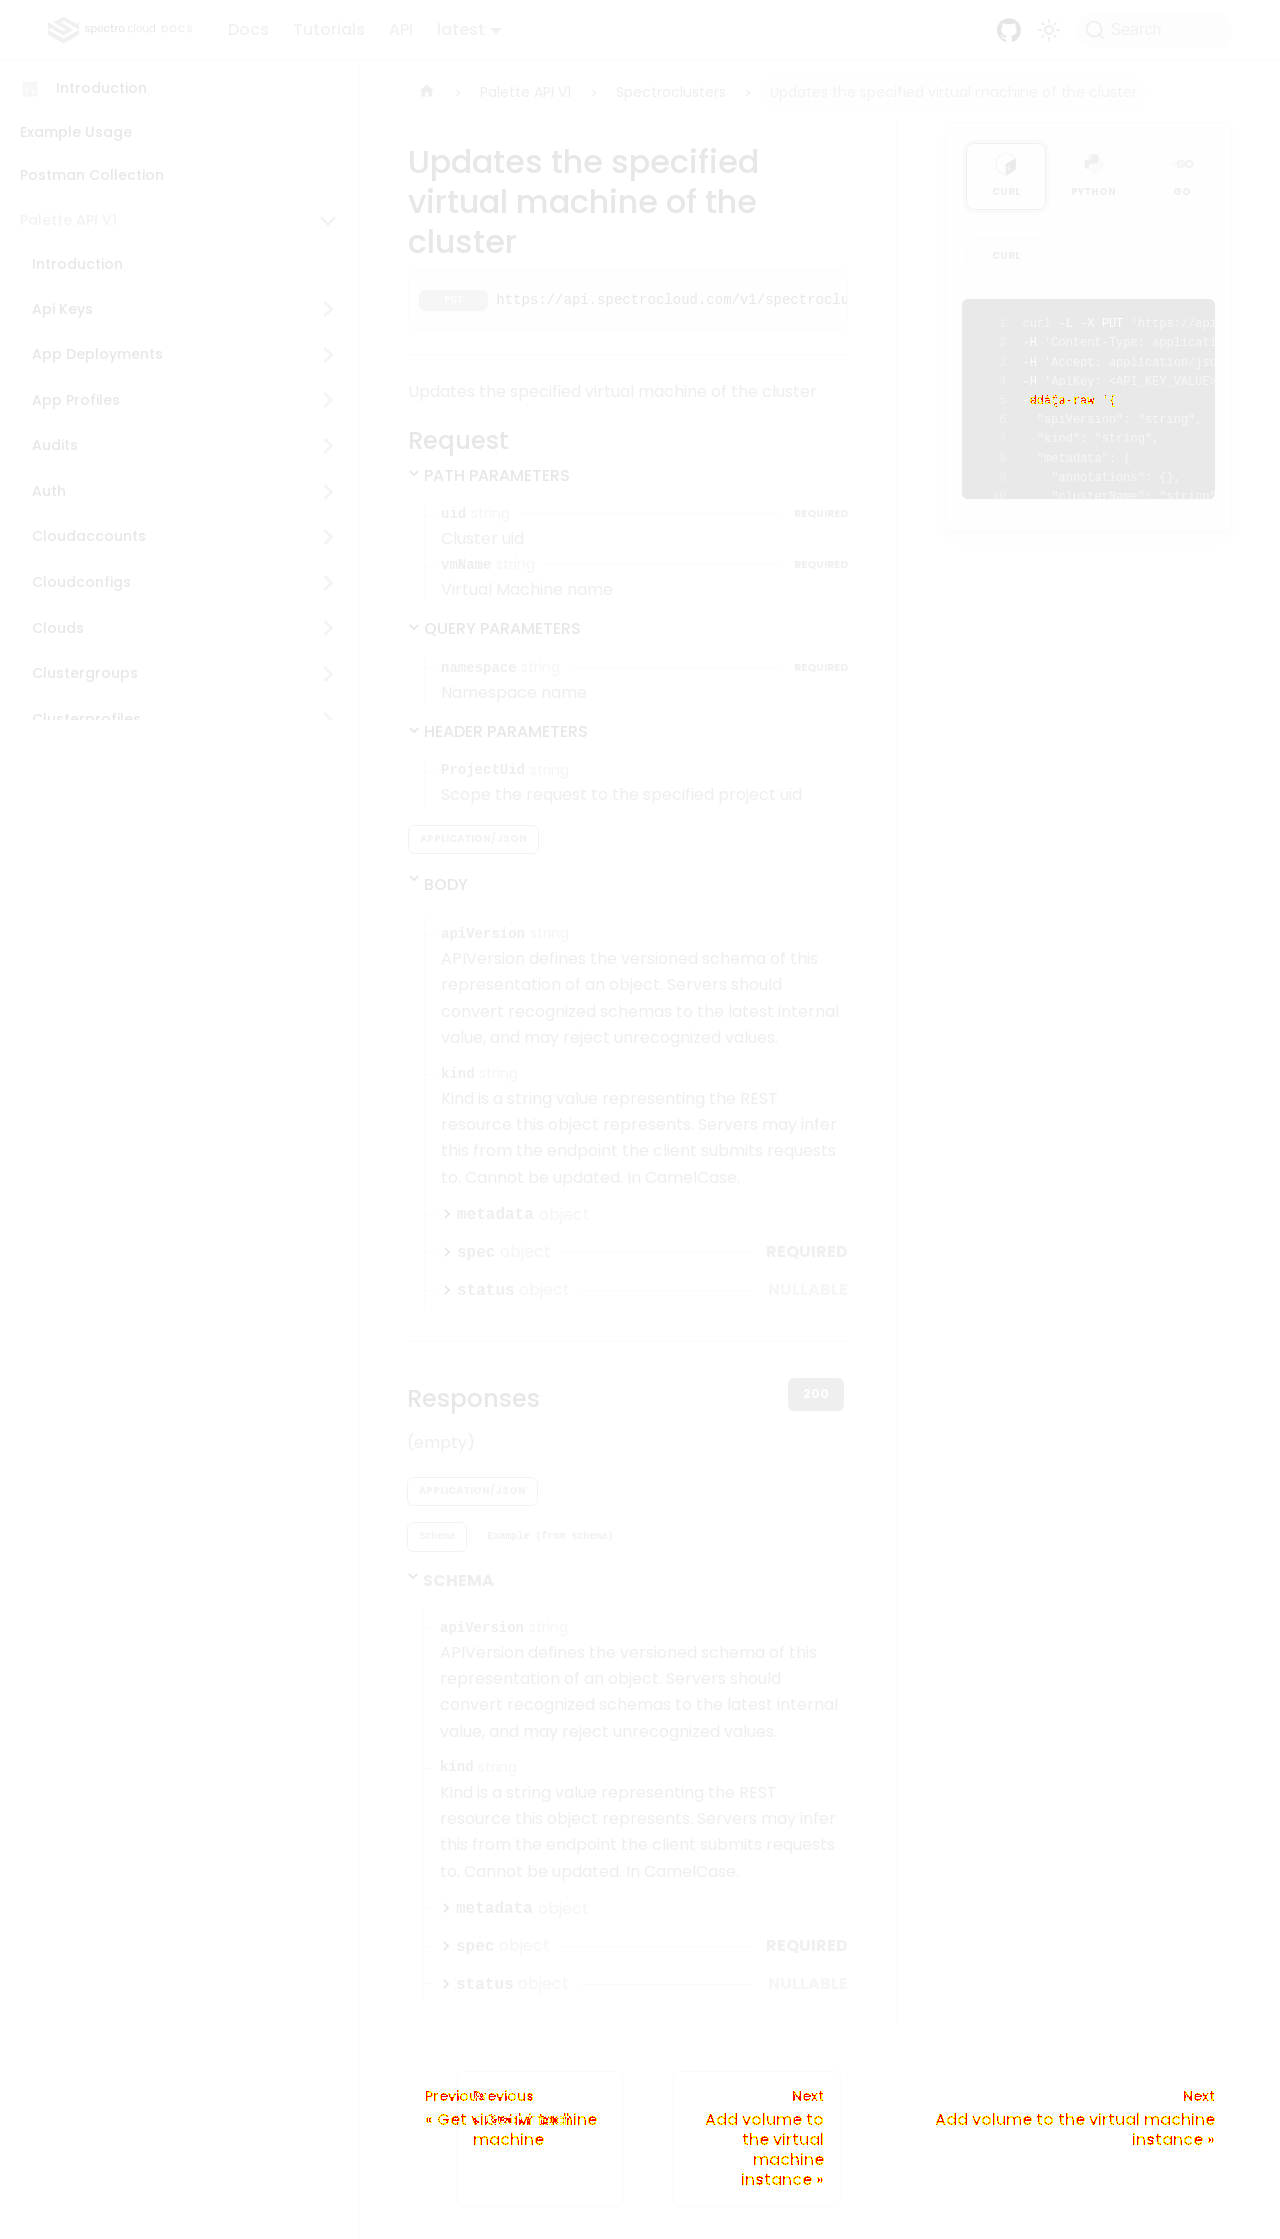 spectro cloud DOCS
Docs
Tutorials
API
latest
Search
Introduction
Example Usage
Postman Collection
Palette API V1
Introduction
Api Keys
App Deployments
App Profiles
Audits
Auth
Cloudaccounts
Cloudconfigs
Clouds
Clustergroups
Clusterprofiles
Palette API V1
Spectroclusters
Updates the specified virtual machine of the cluster
Updates the specified
virtual machine of the
cluster
PUT https://api.spectrocloud.com/v1/spectroclu
Updates the specified virtual machine of the cluster
Request
PATH PARAMETERS
uid string REQUIRED
Cluster uid
vmName string REQUIRED
Virtual Machine name
QUERY PARAMETERS
namespace string REQUIRED
Namespace name
HEADER PARAMETERS
ProjectUid string
Scope the request to the specified project uid
APPLICATION/JSON
BODY
apiVersion string
APIVersion defines the versioned schema of this
representation of an object. Servers should
convert recognized schemas to the latest internal
value, and may reject unrecognized values.
kind string
Kind is a string value representing the REST
resource this object represents. Servers may infer
this from the endpoint the client submits requests
to. Cannot be updated. In CamelCase.
metadata object
spec object REQUIRED
status object NULLABLE
Responses
200
(empty)
APPLICATION/JSON
Schema
Example (from schema)
SCHEMA
apiVersion string
APIVersion defines the versioned schema of this
representation of an object. Servers should
convert recognized schemas to the latest internal
value, and may reject unrecognized values.
kind string
Kind is a string value representing the REST
resource this object represents. Servers may infer
this from the endpoint the client submits requests
to. Cannot be updated. In CamelCase.
metadata object
spec object REQUIRED
status object NULLABLE
CURL
PYTHON
GO
CURL
1 curl -L -X PUT 'https://api
2 -H 'Content-Type: applicati
3 -H 'Accept: application/jso
4 -H 'ApiKey: <API_KEY_VALUE>
5
6 "apiVersion": "string",
7 "kind": "string",
8 "metadata": {
9 "annotations": {},
10 "clusterName": "string"
Previous
Previous
« Get virtual machine
machine
Next
Add volume to
the virtual
machine
instance »
Next
Add volume to the virtual machine
instance »